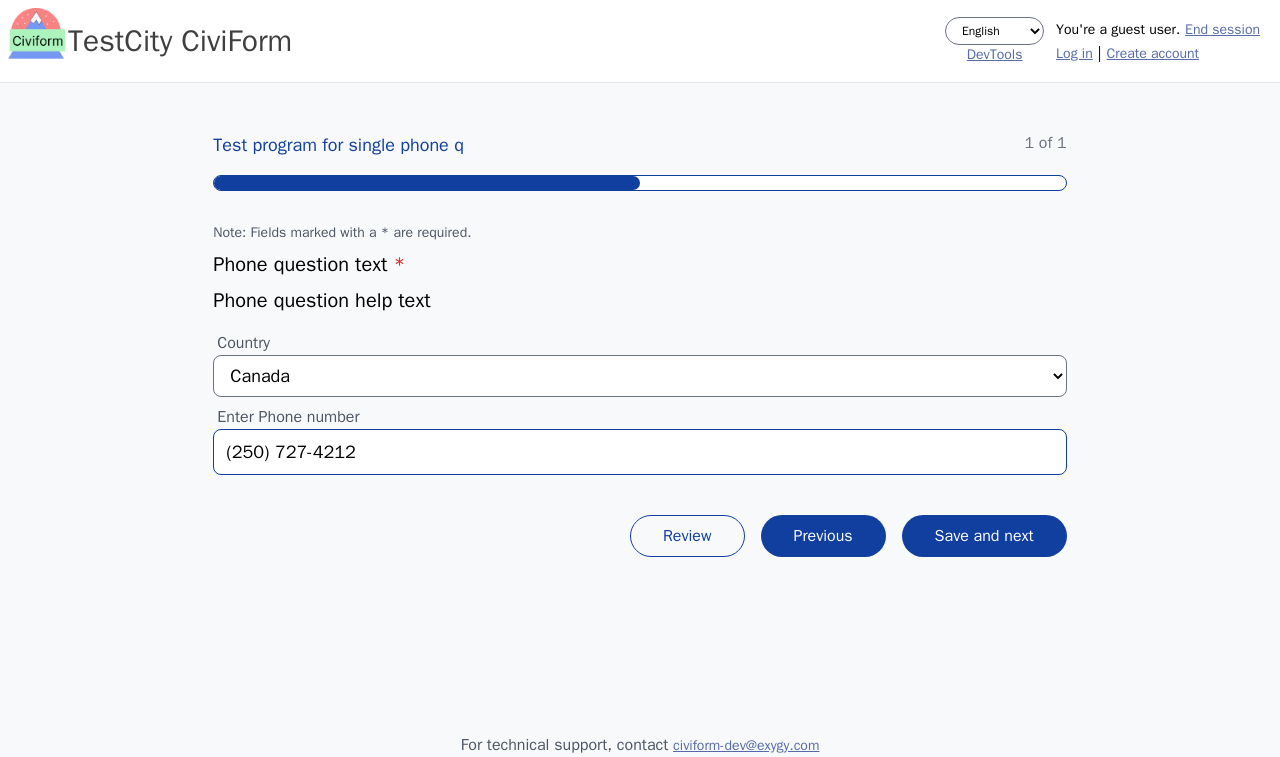 Civiform
TestCity CiviForm
English
DevTools
You're a guest user. End session
Log in | Create account
Test program for single phone q
1 of 1
Note: Fields marked with a * are required.
Phone question text *
Phone question help text
Country
Canada
Enter Phone number
(250) 727-4212
Review
Previous
Save and next
For technical support, contact civiform-dev@exygy.com